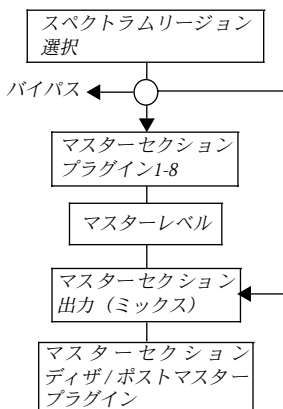 スペクトラムリージョン
選択
バイパス
マスターセクション
プラグイン1-8
マスターレベル
マスターセクション
出力（ミックス）
マスターセクション
ディザ / ポストマスター
プラグイン